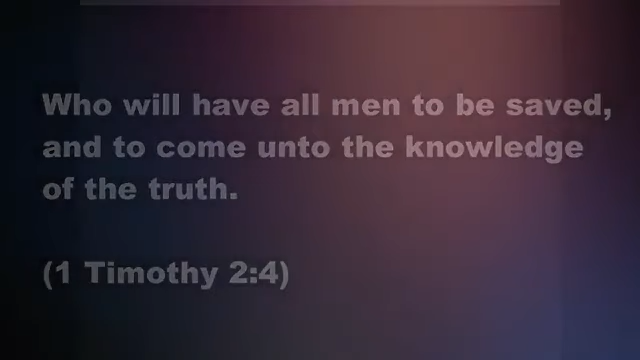 Who will have all men to be saved,
and to come unto the knowledge
of the truth.
(1 Timothy 2:4)